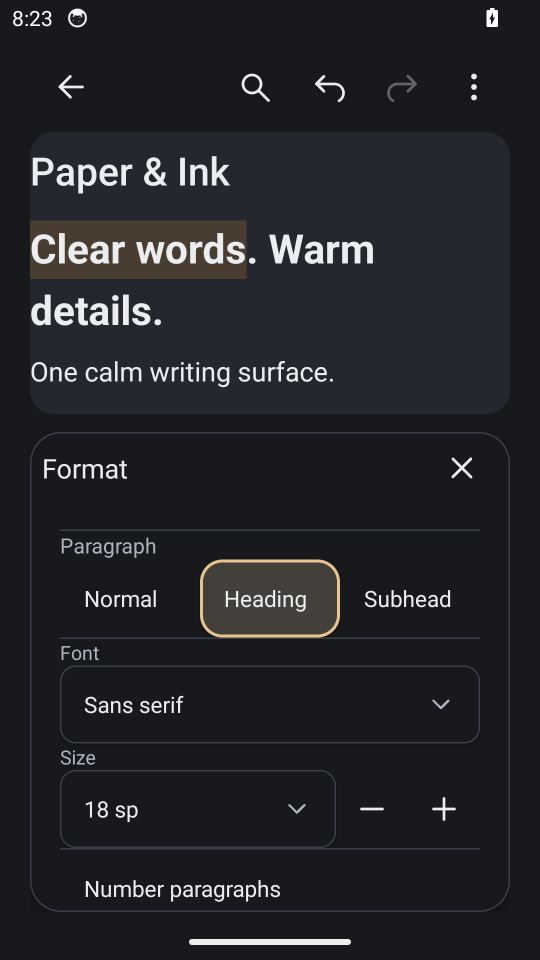 8:23
Paper & Ink
Clear words. Warm
details.
One calm writing surface.
Format
Paragraph
Normal Heading Subhead
Font
Sans serif
Size
18 sp
Number paragraphs